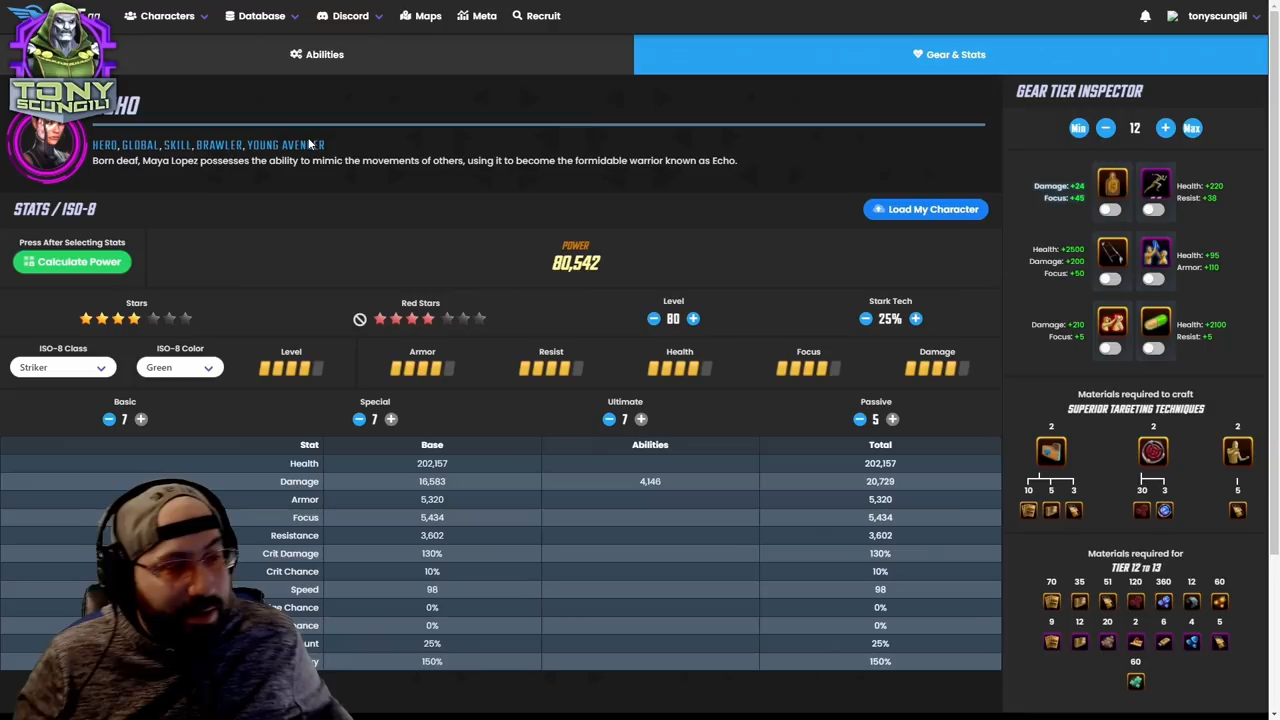 Characters
Database
Discord
Maps
Meta
Recruit
tonyscungili
TONY
SCUNGILI
Abilities
Gear & Stats
HERO, GLOBAL, SKILL, BRAWLER, YOUNG AVENGER
Born deaf, Maya Lopez possesses the ability to mimic the movements of others, using it to become the formidable warrior known as Echo.
STATS / ISO-8
Load My Character
Press After Selecting Stats
Calculate Power
POWER
80,542
Stars
Red Stars
Level
80
Stark Tech
25%
ISO-8 Class
Striker
ISO-8 Color
Green
Level
Armor
Resist
Health
Focus
Damage
Basic
7
Special
7
Ultimate
7
Passive
5
Stat Base Abilities Total
Health 202,157 202,157
Damage 16,583 4,146 20,729
Armor 5,320 5,320
Focus 5,434 5,434
Resistance 3,602 3,602
Crit Damage 130% 130%
Crit Chance 10% 10%
Speed 98 98
Chance 0% 0%
0% 0%
25% 25%
150% 150%
GEAR TIER INSPECTOR
Min 12 Max
Damage: +24
Focus: +45
Health: +220
Resist: +38
Health: +2500
Damage: +200
Focus: +50
Health: +95
Armor: +110
Damage: +210
Focus: +5
Health: +2100
Resist: +5
Materials required to craft
SUPERIOR TARGETING TECHNIQUES
2 2 2
10 5 3 30 3 5
Materials required for
TIER 12 TO 13
70 35 51 120 360 12 60
9 12 20 2 6 4 5
60